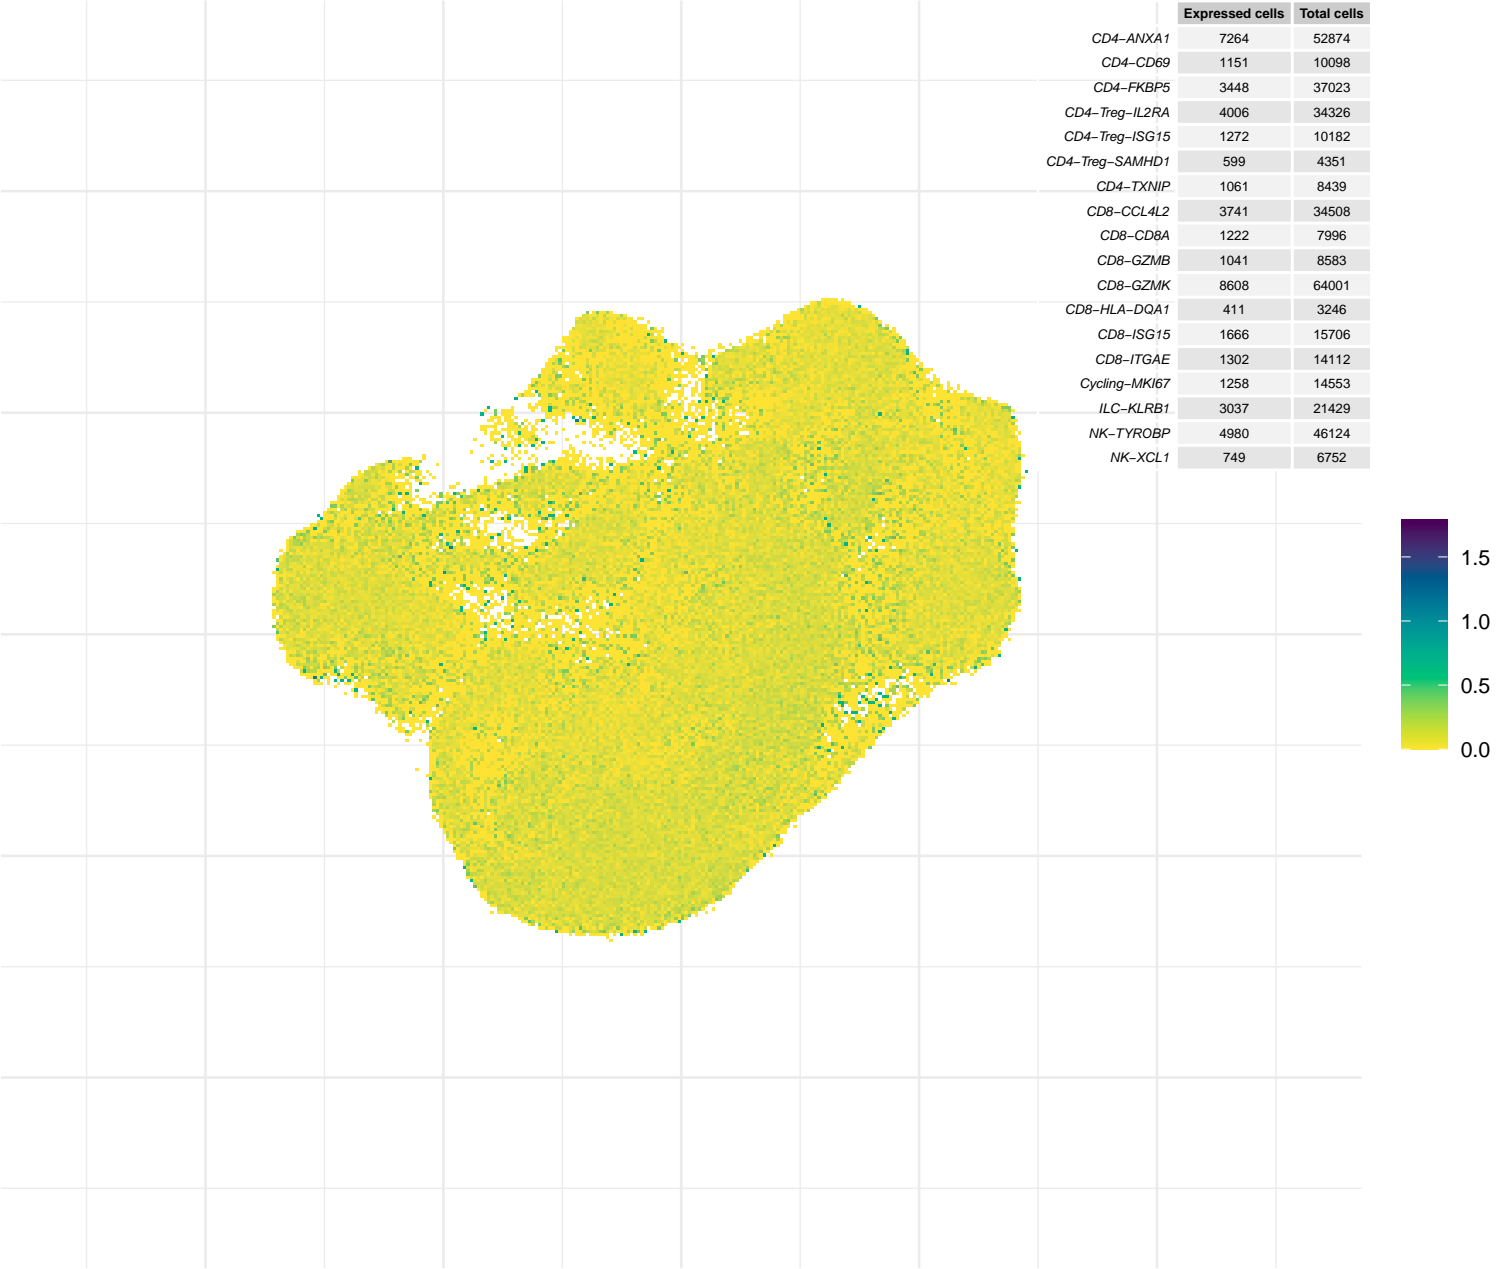 Expressed cells Total cells
CD4−ANXA1 7264 52874
CD4−CD69 1151 10098
CD4−FKBP5 3448 37023
CD4−Treg−IL2RA 4006 34326
CD4−Treg−ISG15 1272 10182
CD4−Treg−SAMHD1 599 4351
CD4−TXNIP 1061 8439
CD8−CCL4L2 3741 34508
CD8−CD8A 1222 7996
CD8−GZMB 1041 8583
CD8−GZMK 8608 64001
CD8−HLA−DQA1 411 3246
CD8−ISG15 1666 15706
CD8−ITGAE 1302 14112
Cycling−MKI67 1258 14553
ILC−KLRB1 3037 21429
NK−TYROBP 4980 46124
NK−XCL1 749 6752
1.5
1.0
0.5
0.0